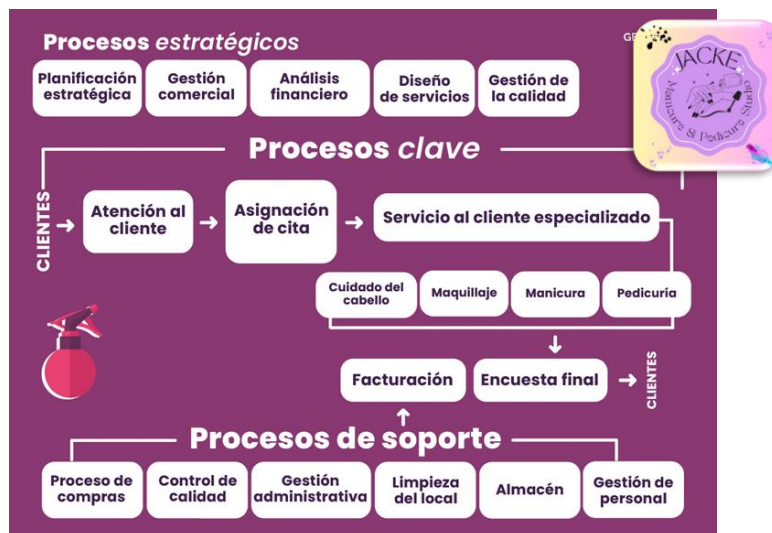 Procesos estratégicos
GE
Planificación
estratégica
Gestión
comercial
Análisis
financiero
Diseño
de servicios
Gestión de
la calidad
JACKE
Manicure & Pedicure Studio
Procesos clave
CLIENTES
Atención al
cliente
Asignación
de cita
Servicio al cliente especializado
Cuidado del
cabello
Maquillaje
Manicura
Pedicuría
Facturación
Encuesta final
CLIENTES
Procesos de soporte
Proceso de
compras
Control de
calidad
Gestión
administrativa
Limpieza
del local
Almacén
Gestión de
personal